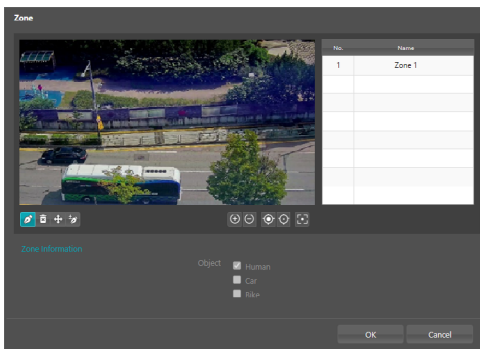 Zone
No. Name
1 Zone 1
Zone Information
Object
Human
Car
Bike
OK Cancel